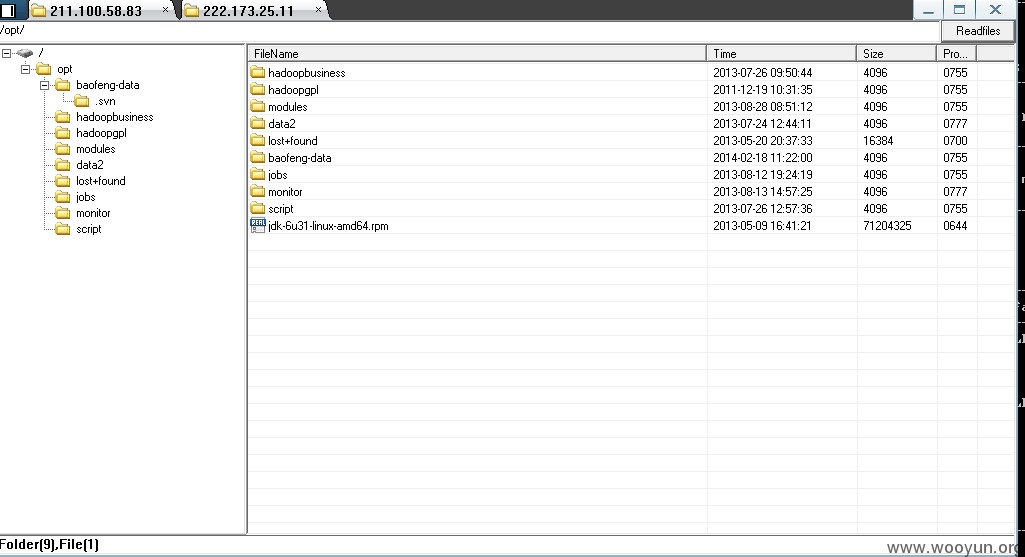 211.100.58.83 × 222.173.25.11 ×
/opt/ Readfiles
/
opt
baofeng-data
.svn
hadoopbusiness
hadoopgpl
modules
data2
lost+found
jobs
monitor
script
FileName Time Size Pro...
hadoopbusiness 2013-07-26 09:50:44 4096 0755
hadoopgpl 2011-12-19 10:31:35 4096 0755
modules 2013-08-28 08:51:12 4096 0755
data2 2013-07-24 12:44:11 4096 0777
lost+found 2013-05-20 20:37:33 16384 0700
baofeng-data 2014-02-18 11:22:00 4096 0755
jobs 2013-08-12 19:24:19 4096 0755
monitor 2013-08-13 14:57:25 4096 0777
script 2013-07-26 12:57:36 4096 0755
jdk-6u31-linux-amd64.rpm 2013-05-09 16:41:21 71204325 0644
Folder(9),File(1)
www.wooyun.org